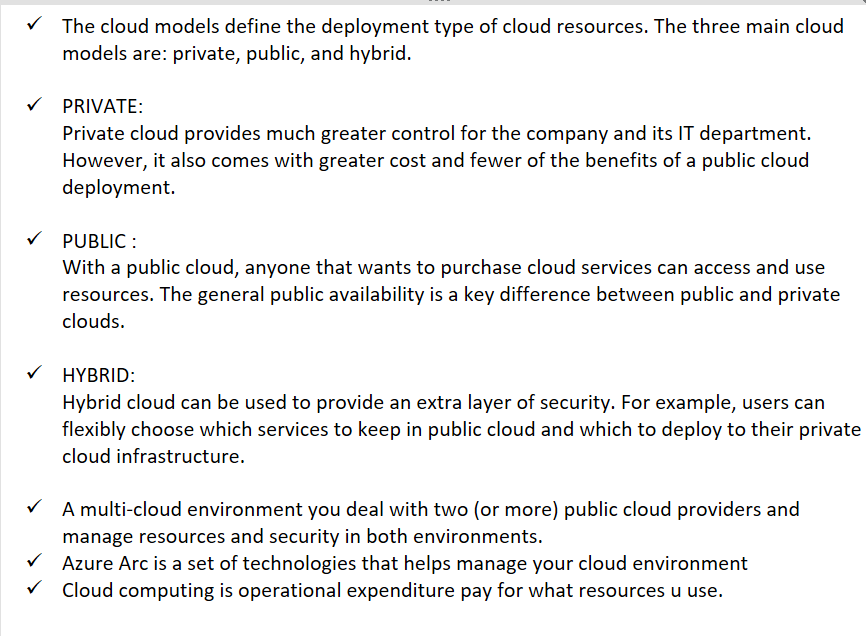 ✓ The cloud models define the deployment type of cloud resources. The three main cloud
models are: private, public, and hybrid.
✓ PRIVATE:
Private cloud provides much greater control for the company and its IT department.
However, it also comes with greater cost and fewer of the benefits of a public cloud
deployment.
✓ PUBLIC :
With a public cloud, anyone that wants to purchase cloud services can access and use
resources. The general public availability is a key difference between public and private
clouds.
✓ HYBRID:
Hybrid cloud can be used to provide an extra layer of security. For example, users can
flexibly choose which services to keep in public cloud and which to deploy to their private
cloud infrastructure.
✓ A multi-cloud environment you deal with two (or more) public cloud providers and
manage resources and security in both environments.
✓ Azure Arc is a set of technologies that helps manage your cloud environment
✓ Cloud computing is operational expenditure pay for what resources u use.